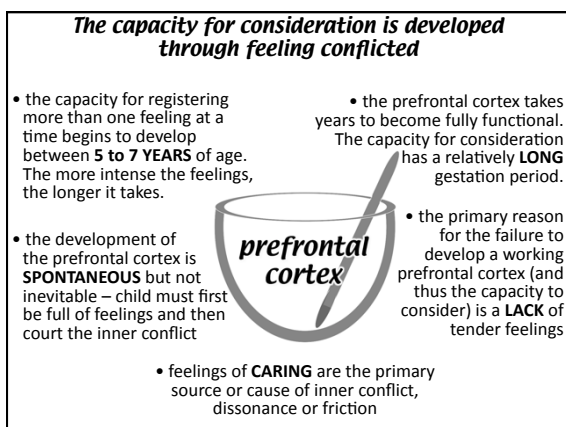 The capacity for consideration is developed
through feeling conflicted
• the capacity for registering
more than one feeling at a
time begins to develop
between 5 to 7 YEARS of age.
The more intense the feelings,
the longer it takes.
• the development of
the prefrontal cortex is
SPONTANEOUS but not
inevitable – child must first
be full of feelings and then
court the inner conflict
• the prefrontal cortex takes
years to become fully functional.
The capacity for consideration
has a relatively LONG
gestation period.
• the primary reason
for the failure to
develop a working
prefrontal cortex (and
thus the capacity to
consider) is a LACK of
tender feelings
prefrontal
cortex
• feelings of CARING are the primary
source or cause of inner conflict,
dissonance or friction